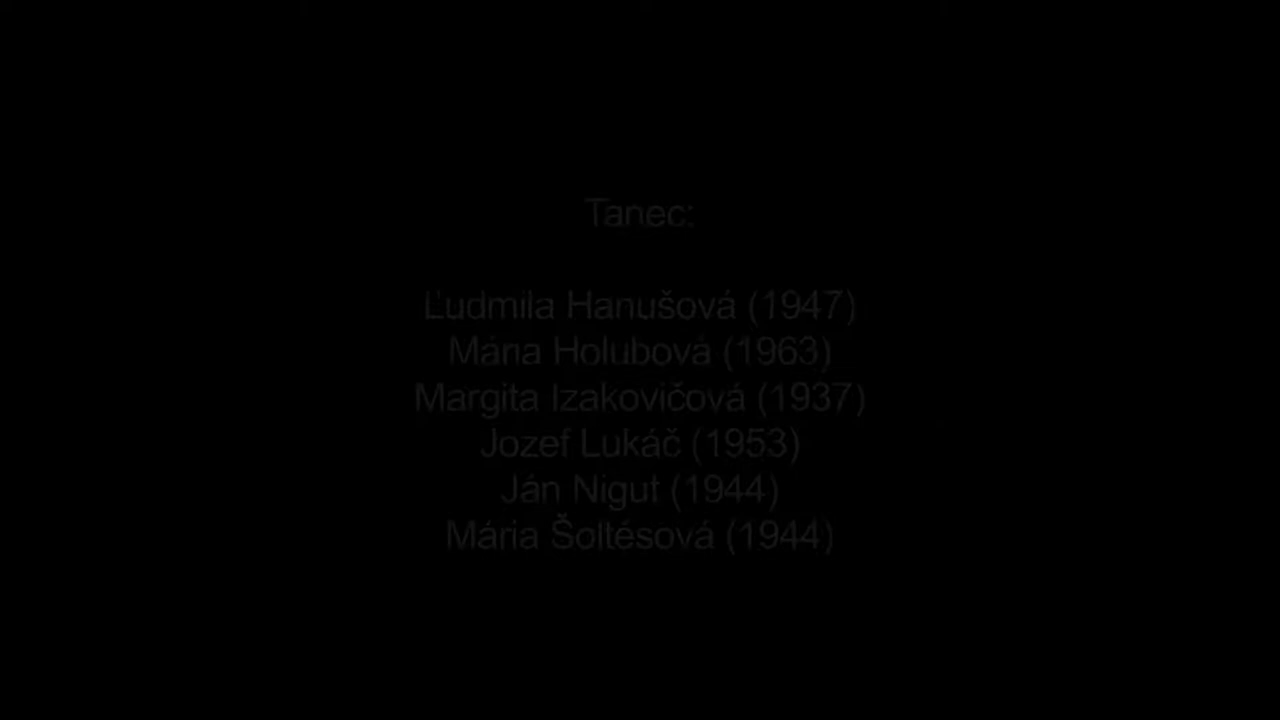 Tanec:
Ľudmila Hanušová (1947)
Mária Holubová (1963)
Margita Izakovičová (1937)
Jozef Lukáč (1953)
Ján Nigut (1944)
Mária Šoltésová (1944)